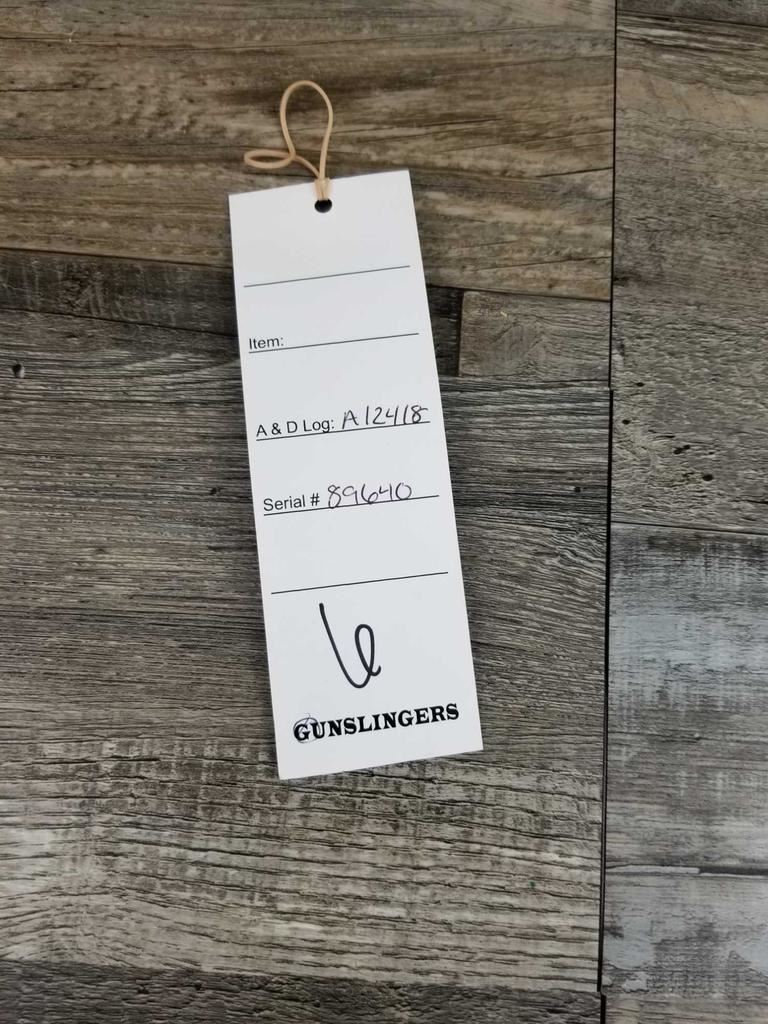 Item:
A & D Log: A12418
Serial # 89640
6
GUNSLINGERS